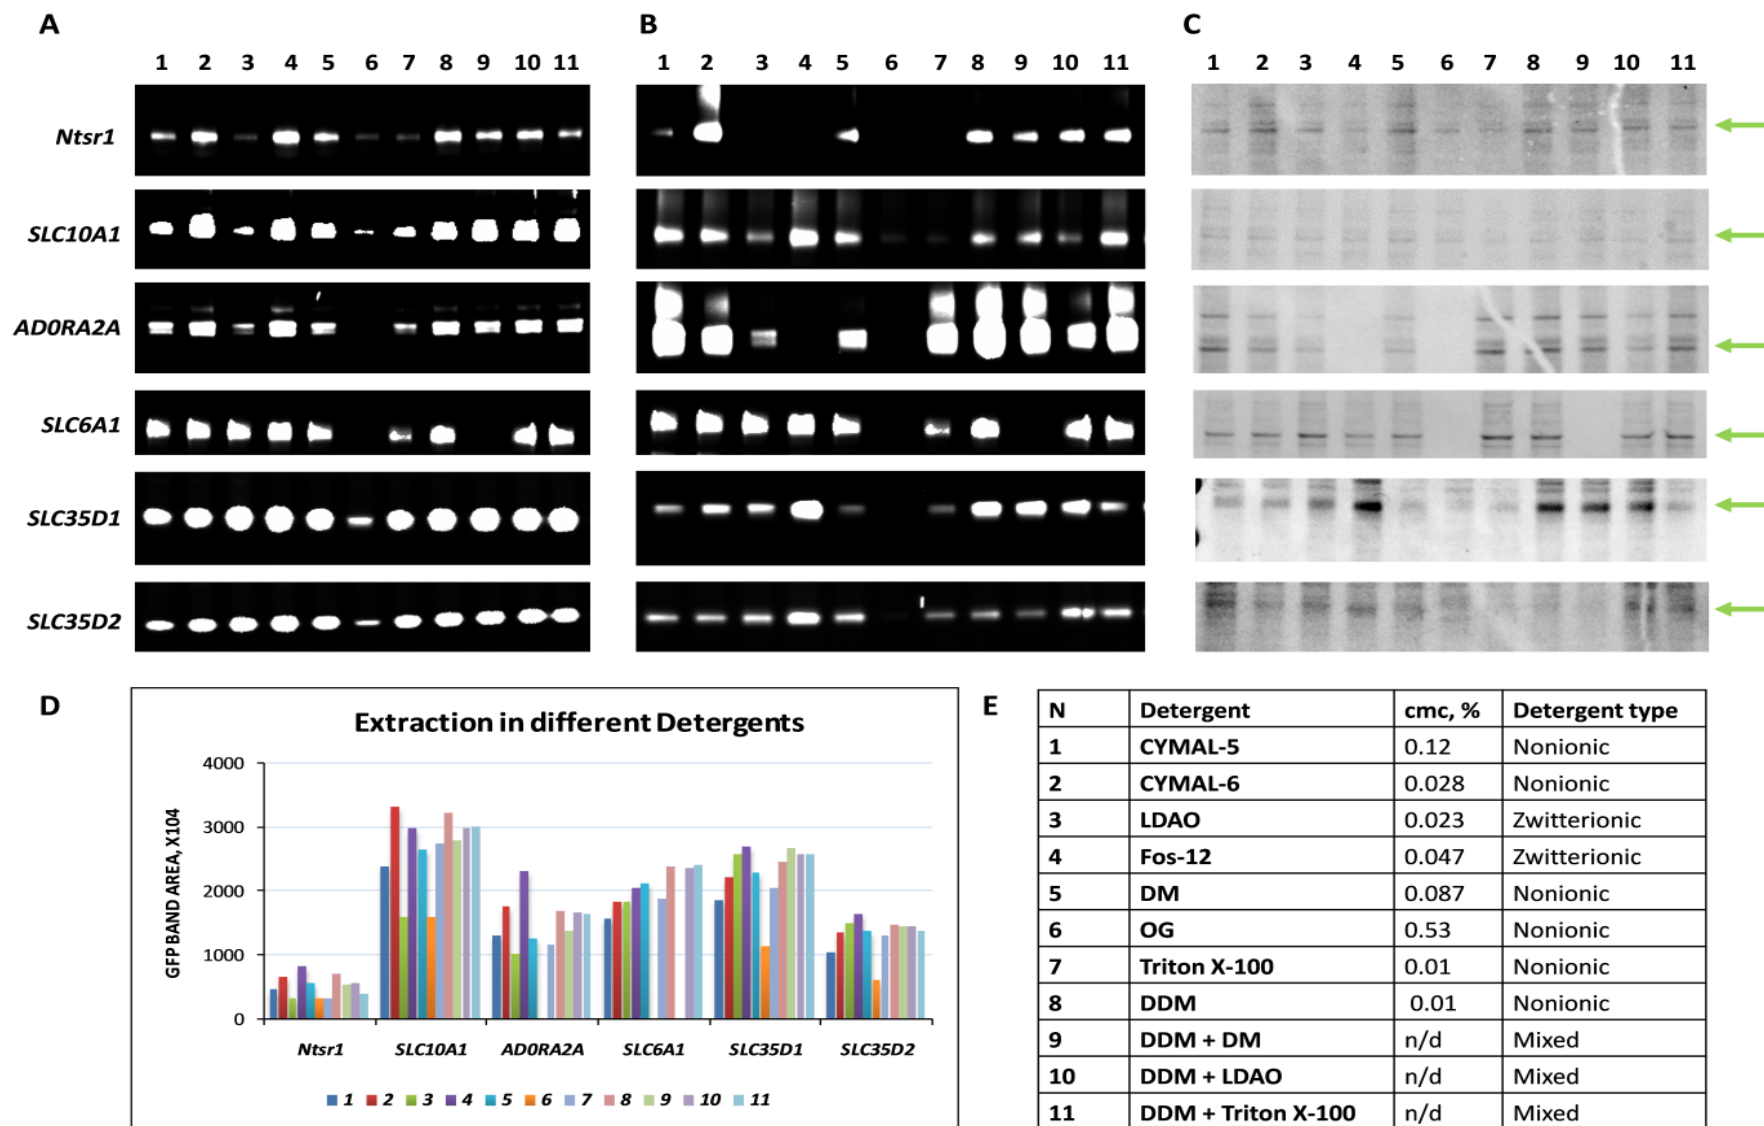 A
1 2 3 4 5 6 7 8 9 10 11
B
1 2 3 4 5 6 7 8 9 10 11
C
1 2 3 4 5 6 7 8 9 10 11
Ntsr1
SLC10A1
AD0RA2A
SLC6A1
SLC35D1
SLC35D2
D
Extraction in different Detergents
GFP BAND AREA, X104
4000
3000
2000
1000
0
Ntsr1 SLC10A1 AD0RA2A SLC6A1 SLC35D1 SLC35D2
1 2 3 4 5 6 7 8 9 10 11
E
N Detergent cmc, % Detergent type
1 CYMAL-5 0.12 Nonionic
2 CYMAL-6 0.028 Nonionic
3 LDAO 0.023 Zwitterionic
4 Fos-12 0.047 Zwitterionic
5 DM 0.087 Nonionic
6 OG 0.53 Nonionic
7 Triton X-100 0.01 Nonionic
8 DDM 0.01 Nonionic
9 DDM + DM n/d Mixed
10 DDM + LDAO n/d Mixed
11 DDM + Triton X-100 n/d Mixed